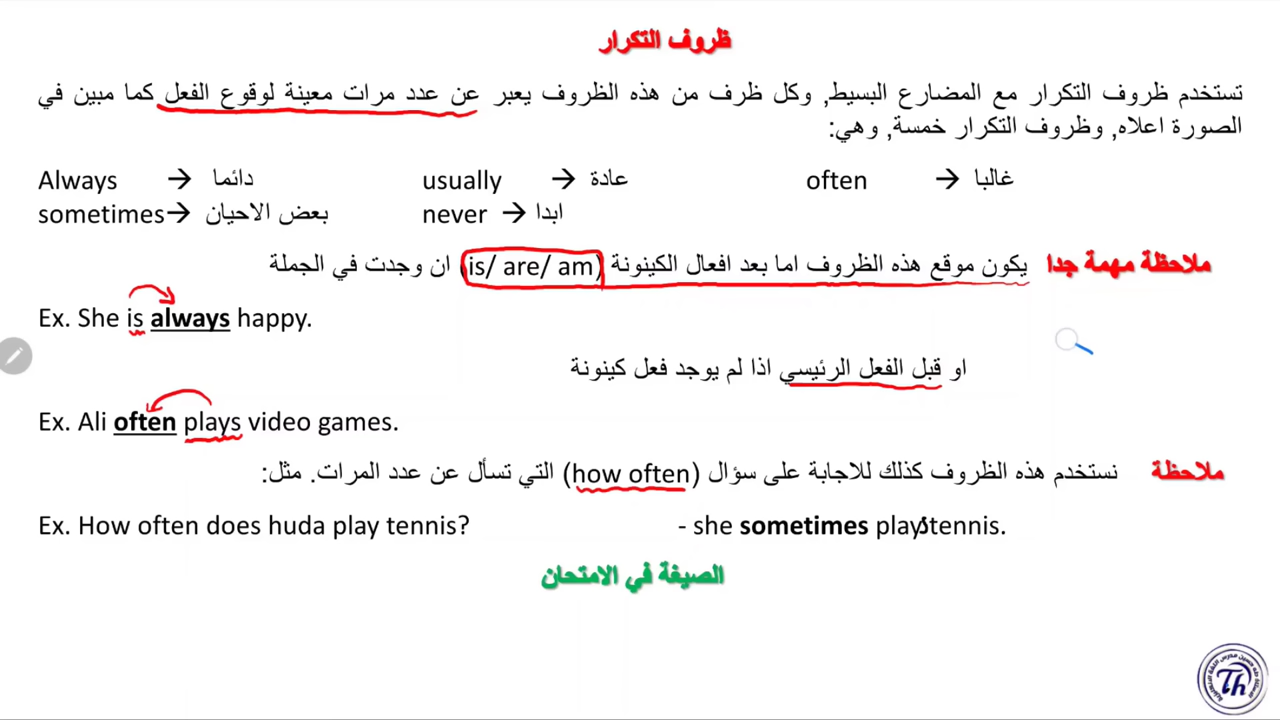 ظروف التكرار
تستخدم ظروف التكرار مع المضارع البسيط, وكل ظرف من هذه الظروف يعبر عن عدد مرات معينة لوقوع الفعل كما مبين في
الصورة اعلاه, وظروف التكرار خمسة, وهي:
Always → دائما usually → عادة often → غالبا
sometimes→ بعض الاحيان never → ابدا
ملاحظة مهمة جدا يكون موقع هذه الظروف اما بعد افعال الكينونة (is/ are/ am) ان وجدت في الجملة
Ex. She is always happy.
او قبل الفعل الرئيسي اذا لم يوجد فعل كينونة
Ex. Ali often plays video games.
ملاحظة نستخدم هذه الظروف كذلك للاجابة على سؤال (how often) التي تسأل عن عدد المرات. مثل:
Ex. How often does huda play tennis? - she sometimes plays tennis.
الصيغة في الامتحان
Th